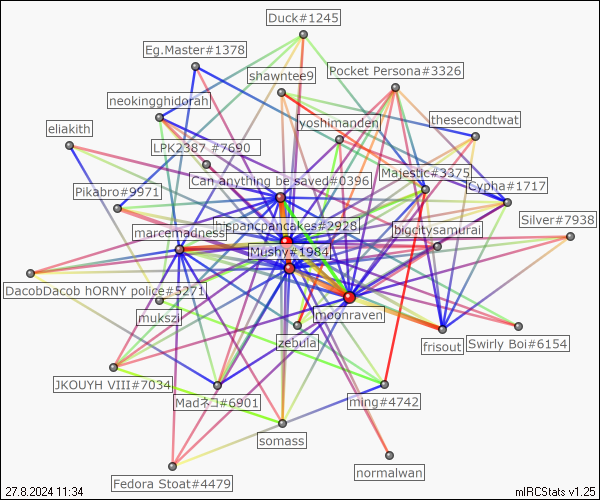 Duck#1245
Eg.Master#1378
shawntee9
Pocket Persona#3326
neokingghidorah
yoshimanden
thesecondtwat
eliakith
LPK2387 #7690
Majestic#3375
Can anything be saved#0396
Cypha#1717
Pikabro#9971
Silver#7938
thispancpancakes#2928
marcemadness
bigcitysamurai
Mushy#1984
DacobDacob hORNY police#5271
mukszi
moonraven
zebulal
frisout
Swirly Boi#6154
JKOUYH VIII#7034
Madネコ#6901
ming#4742
somass
normalwan
Fedora Stoat#4479
27.8.2024 11:34
mIRCStats v1.25